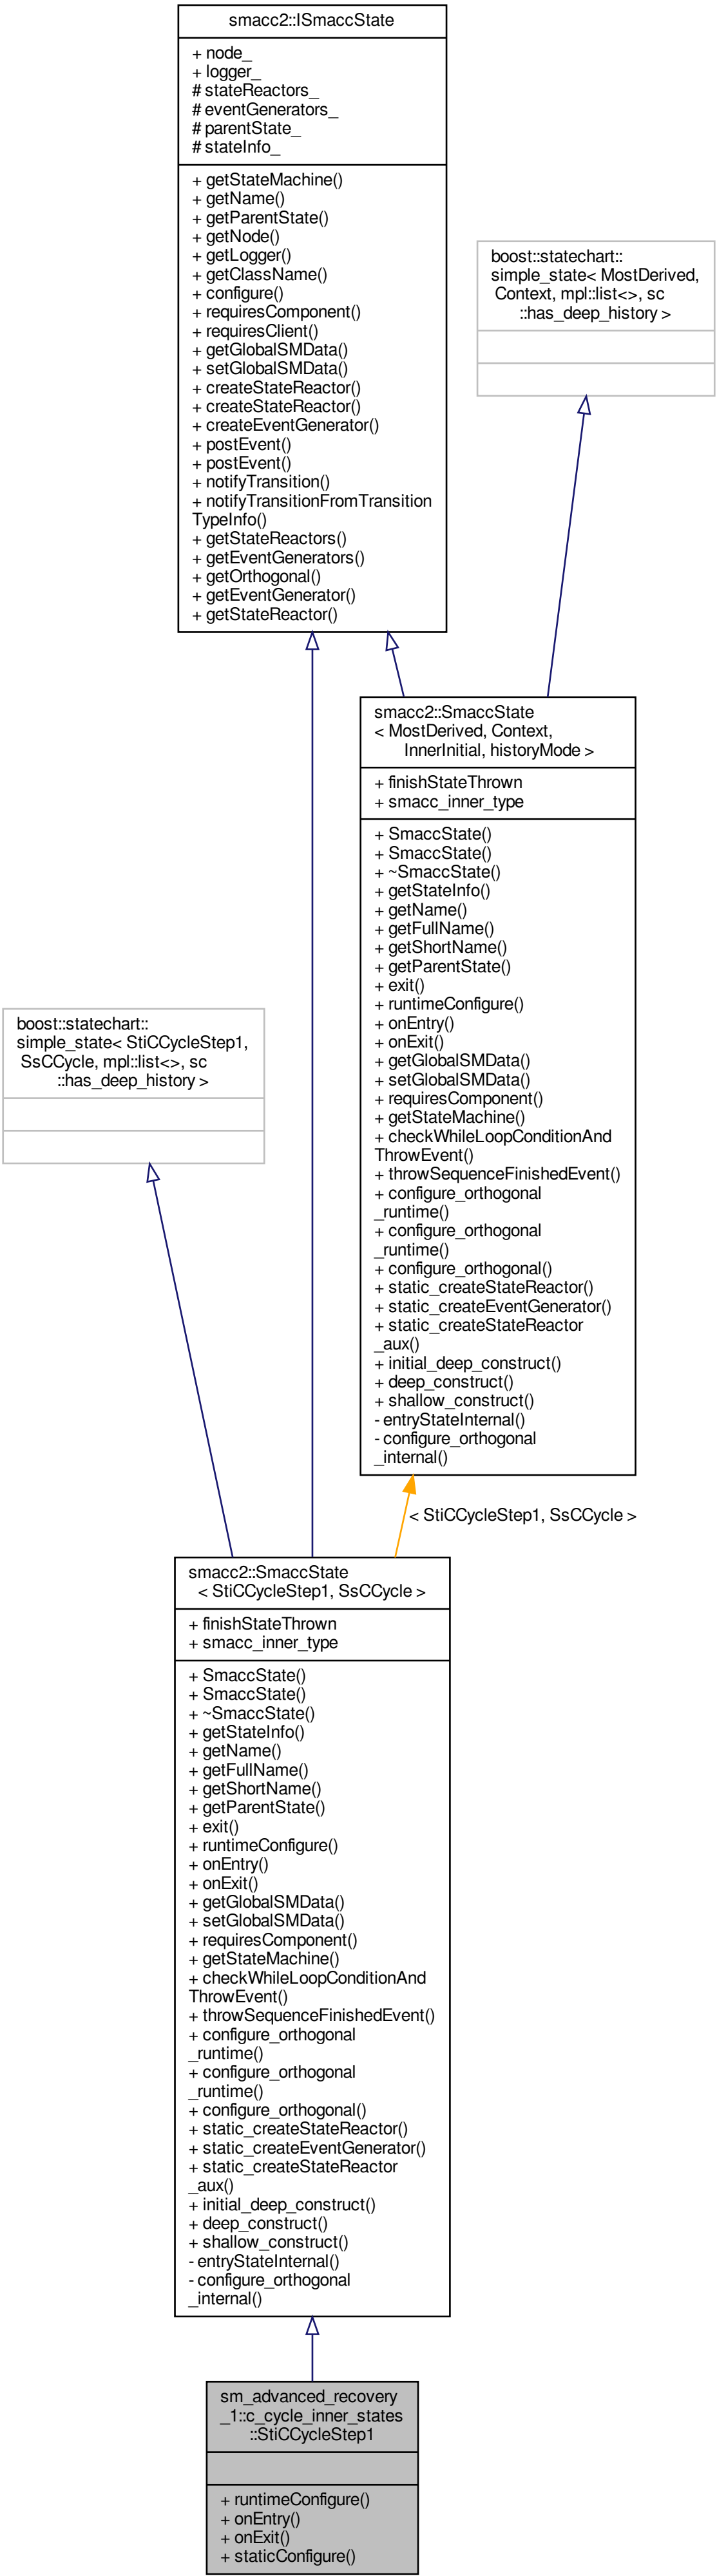 smacc2::ISmaccState
+ node_
+ logger_
# stateReactors_
# eventGenerators_
# parentState_
# stateInfo_
+ getStateMachine()
+ getName()
+ getParentState()
+ getNode()
+ getLogger()
+ getClassName()
+ configure()
+ requiresComponent()
+ requiresClient()
+ getGlobalSMData()
+ setGlobalSMData()
+ createStateReactor()
+ createStateReactor()
+ createEventGenerator()
+ postEvent()
+ postEvent()
+ notifyTransition()
+ notifyTransitionFromTransition
TypeInfo()
+ getStateReactors()
+ getEventGenerators()
+ getOrthogonal()
+ getEventGenerator()
+ getStateReactor()
boost::statechart::
simple_state< MostDerived,
Context, mpl::list<>, sc
::has_deep_history >
smacc2::SmaccState
< MostDerived, Context,
InnerInitial, historyMode >
+ finishStateThrown
+ smacc_inner_type
+ SmaccState()
+ SmaccState()
+ ~SmaccState()
+ getStateInfo()
+ getName()
+ getFullName()
+ getShortName()
+ getParentState()
+ exit()
+ runtimeConfigure()
+ onEntry()
+ onExit()
+ getGlobalSMData()
+ setGlobalSMData()
+ requiresComponent()
+ getStateMachine()
+ checkWhileLoopConditionAnd
ThrowEvent()
+ throwSequenceFinishedEvent()
+ configure_orthogonal
_runtime()
+ configure_orthogonal
_runtime()
+ configure_orthogonal()
+ static_createStateReactor()
+ static_createEventGenerator()
+ static_createStateReactor
_aux()
+ initial_deep_construct()
+ deep_construct()
+ shallow_construct()
- entryStateInternal()
- configure_orthogonal
_internal()
boost::statechart::
simple_state< StiCCycleStep1,
SsCCycle, mpl::list<>, sc
::has_deep_history >
< StiCCycleStep1, SsCCycle >
smacc2::SmaccState
< StiCCycleStep1, SsCCycle >
+ finishStateThrown
+ smacc_inner_type
+ SmaccState()
+ SmaccState()
+ ~SmaccState()
+ getStateInfo()
+ getName()
+ getFullName()
+ getShortName()
+ getParentState()
+ exit()
+ runtimeConfigure()
+ onEntry()
+ onExit()
+ getGlobalSMData()
+ setGlobalSMData()
+ requiresComponent()
+ getStateMachine()
+ checkWhileLoopConditionAnd
ThrowEvent()
+ throwSequenceFinishedEvent()
+ configure_orthogonal
_runtime()
+ configure_orthogonal
_runtime()
+ configure_orthogonal()
+ static_createStateReactor()
+ static_createEventGenerator()
+ static_createStateReactor
_aux()
+ initial_deep_construct()
+ deep_construct()
+ shallow_construct()
- entryStateInternal()
- configure_orthogonal
_internal()
sm_advanced_recovery
_1::c_cycle_inner_states
::StiCCycleStep1
+ runtimeConfigure()
+ onEntry()
+ onExit()
+ staticConfigure()